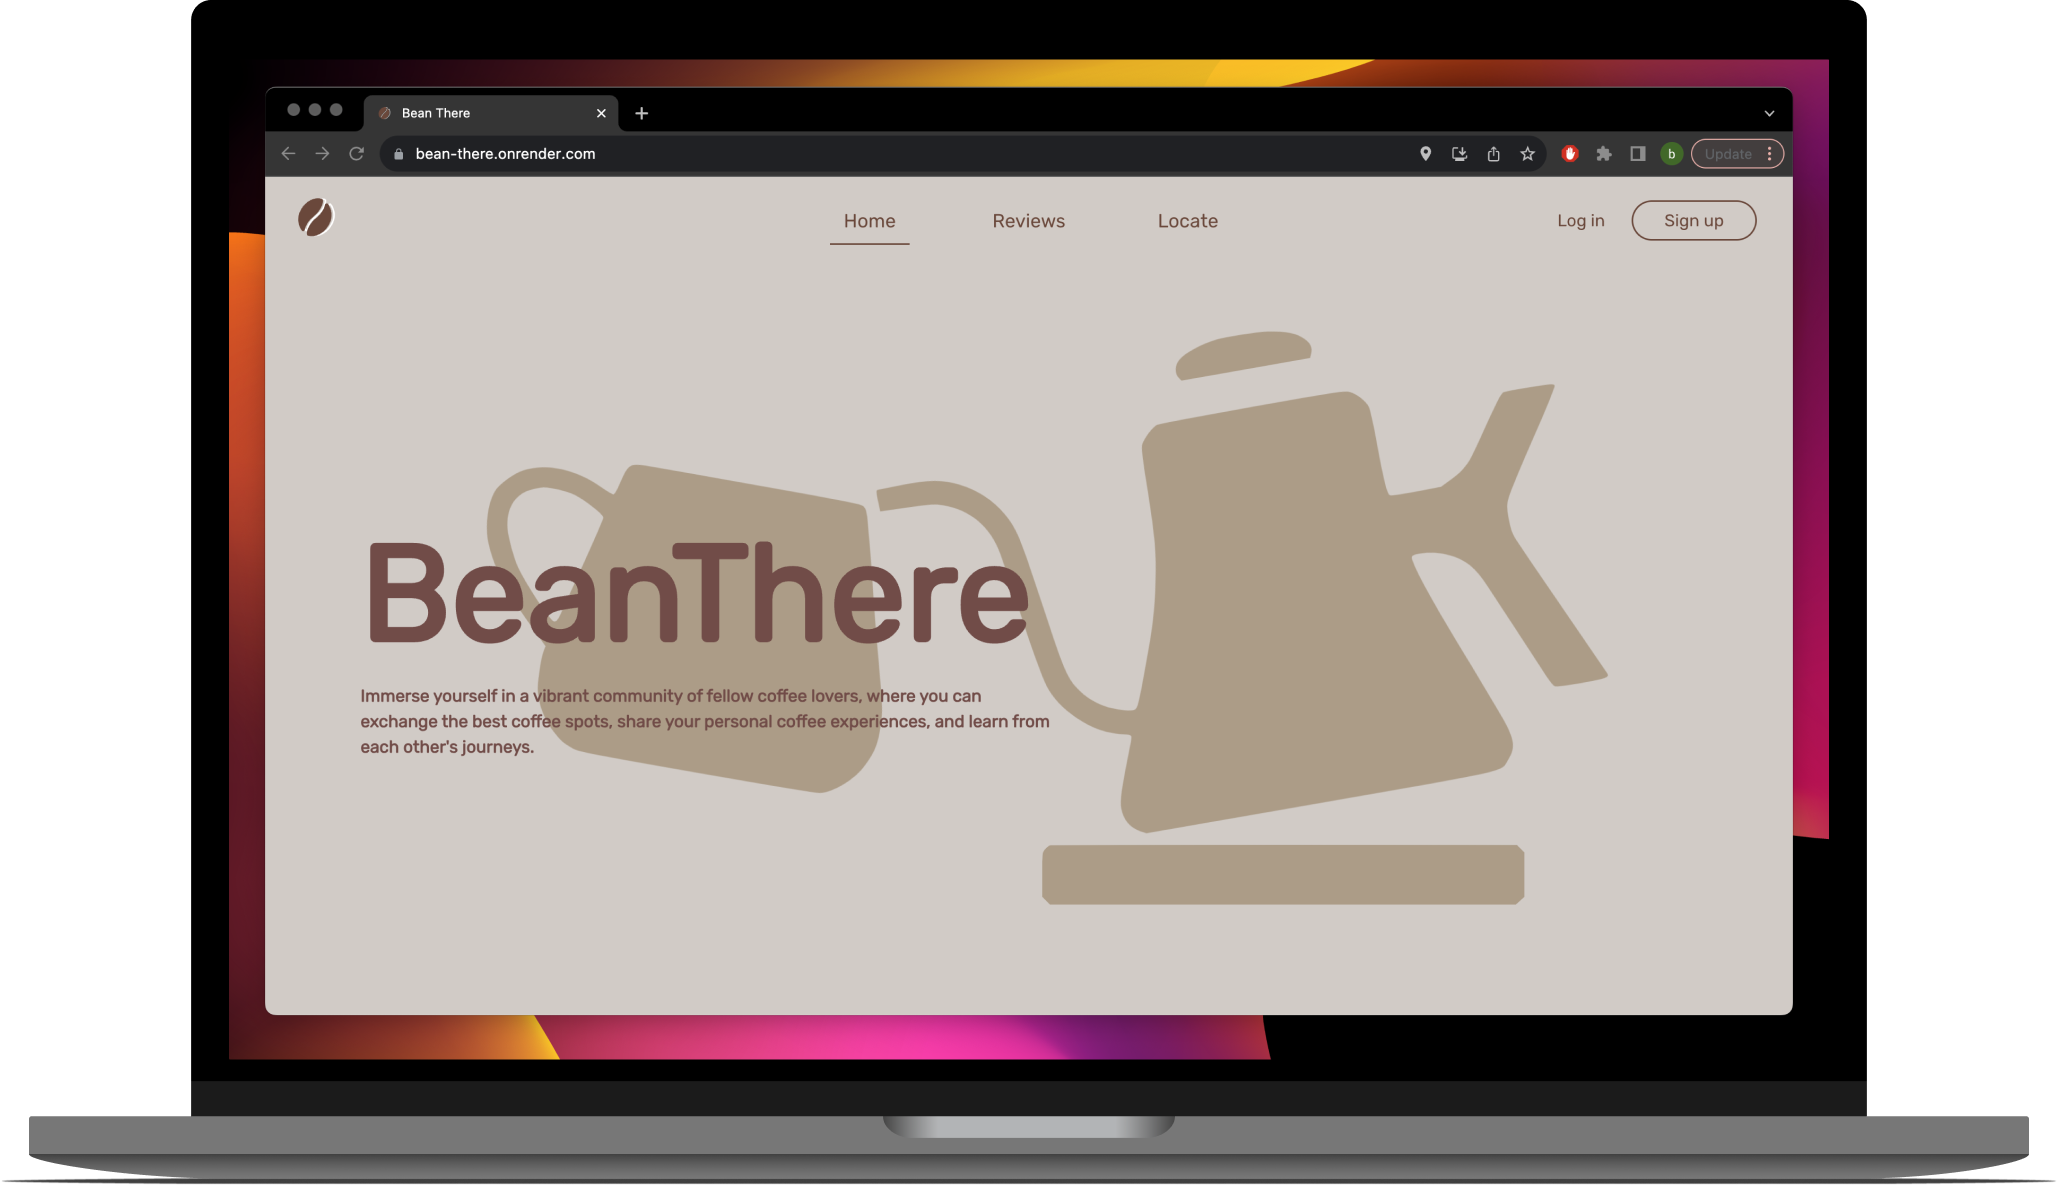 Bean There
bean-there.onrender.com
b
Update
Home
Reviews
Locate
Log in
Sign up
BeanThere
Immerse yourself in a vibrant community of fellow coffee lovers, where you can
exchange the best coffee spots, share your personal coffee experiences, and learn from
each other's journeys.